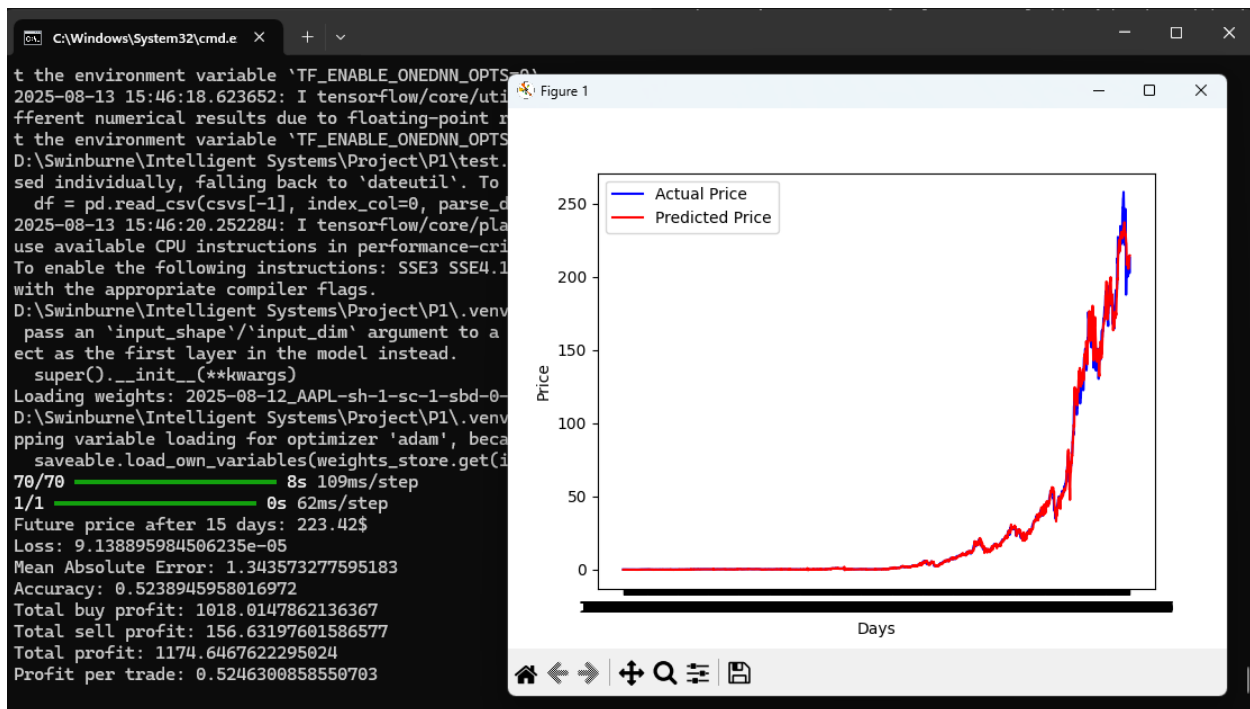 C:\Windows\System32\cmd.e
t the environment variable `TF_ENABLE_ONEDNN_OPTS=0`
2025-08-13 15:46:18.623652: I tensorflow/core/uti
fferent numerical results due to floating-point r
t the environment variable `TF_ENABLE_ONEDNN_OPTS
D:\Swinburne\Intelligent Systems\Project\P1\test.
sed individually, falling back to `dateutil`. To
df = pd.read_csv(csvs[-1], index_col=0, parse_d
2025-08-13 15:46:20.252284: I tensorflow/core/pla
use available CPU instructions in performance-cri
To enable the following instructions: SSE3 SSE4.1
with the appropriate compiler flags.
D:\Swinburne\Intelligent Systems\Project\P1\.venv
pass an `input_shape`/`input_dim` argument to a
ect as the first layer in the model instead.
super().__init__(**kwargs)
Loading weights: 2025-08-12_AAPL-sh-1-sc-1-sbd-0-
D:\Swinburne\Intelligent Systems\Project\P1\.venv
pping variable loading for optimizer 'adam', beca
saveable.load_own_variables(weights_store.get(i
70/70 8s 109ms/step
1/1 0s 62ms/step
Future price after 15 days: 223.42$
Loss: 9.138895984506235e-05
Mean Absolute Error: 1.343573277595183
Accuracy: 0.5238945958016972
Total buy profit: 1018.0147862136367
Total sell profit: 156.63197601586577
Total profit: 1174.6467622295024
Profit per trade: 0.5246300858550703
Figure 1
Actual Price
Predicted Price
250
200
150
100
50
0
Price
Days